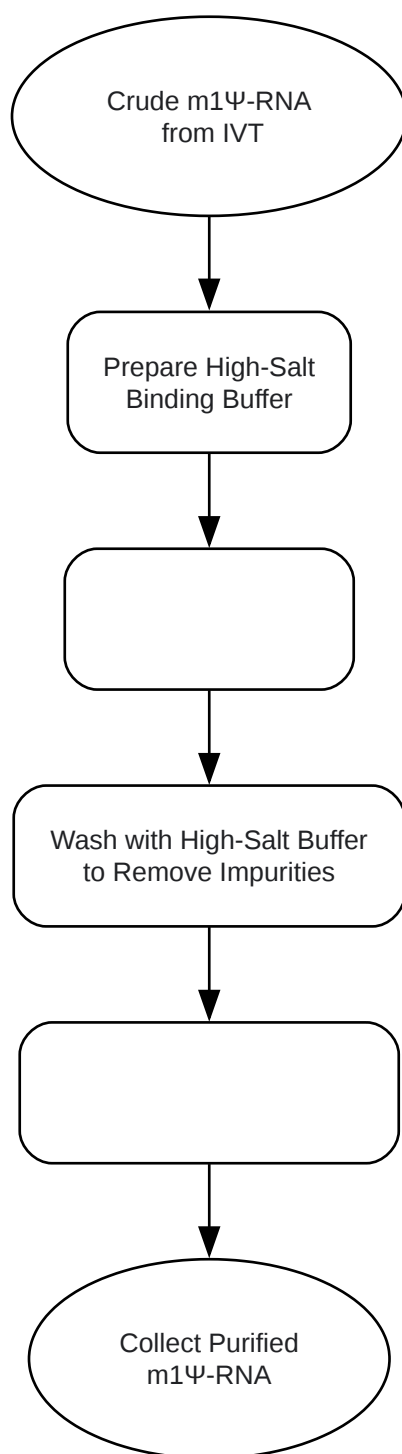 Crude m1Ψ-RNA
from IVT
Prepare High-Salt
Binding Buffer
Wash with High-Salt Buffer
to Remove Impurities
Collect Purified
m1Ψ-RNA